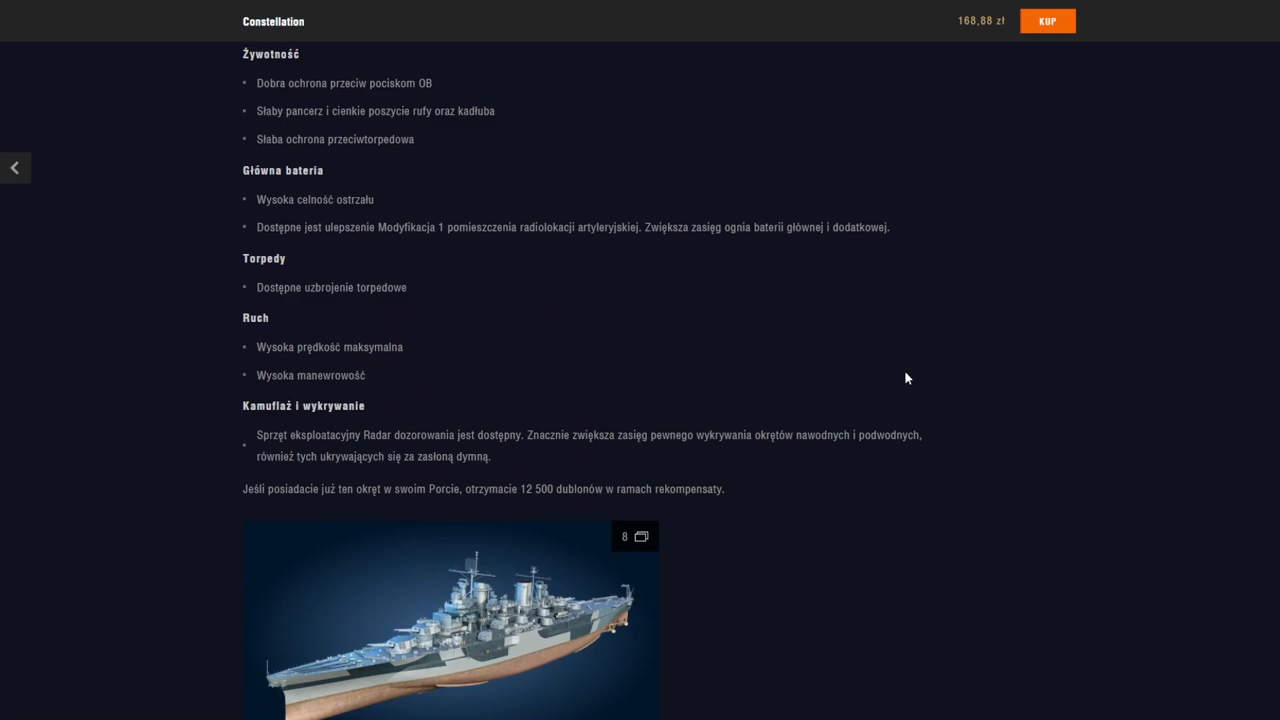 Constellation
168,88 zł
KUP
Żywotność
Dobra ochrona przeciw pociskom OB
Słaby pancerz i cienkie poszycie rufy oraz kadłuba
Słaba ochrona przeciwtorpedowa
Główna bateria
Wysoka celność ostrzału
Dostępne jest ulepszenie Modyfikacja 1 pomieszczenia radiolokacji artyleryjskiej. Zwiększa zasięg ognia baterii głównej i dodatkowej.
Torpedy
Dostępne uzbrojenie torpedowe
Ruch
Wysoka prędkość maksymalna
Wysoka manewrowość
Kamuflaż i wykrywanie
Sprzęt eksploatacyjny Radar dozorowania jest dostępny. Znacznie zwiększa zasięg pewnego wykrywania okrętów nawodnych i podwodnych,
również tych ukrywających się za zasłoną dymną.
Jeśli posiadacie już ten okręt w swoim Porcie, otrzymacie 12 500 dublonów w ramach rekompensaty.
8